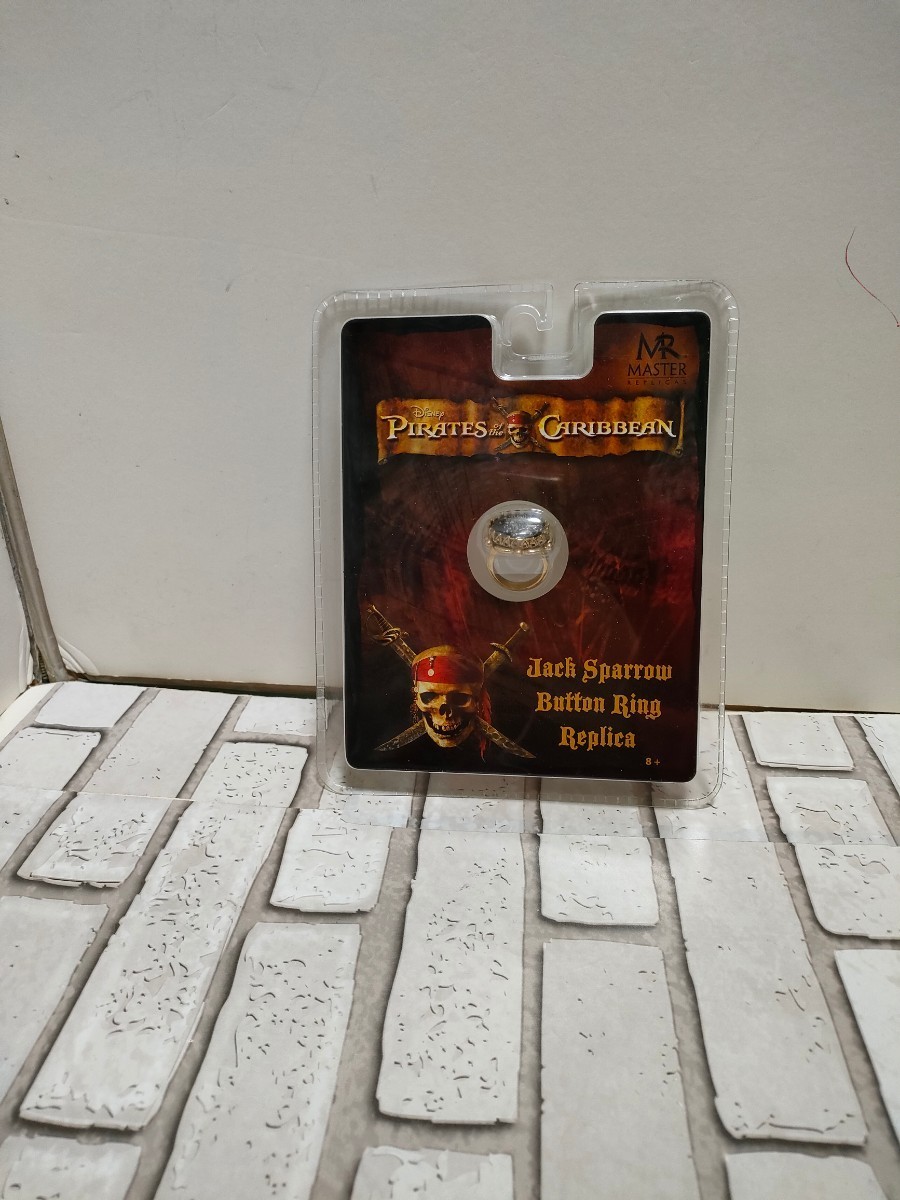 MR
MASTER
REPLICAS
Disney
PIRATES of the CARIBBEAN
Jack Sparrow
Button Ring
Replica
8+